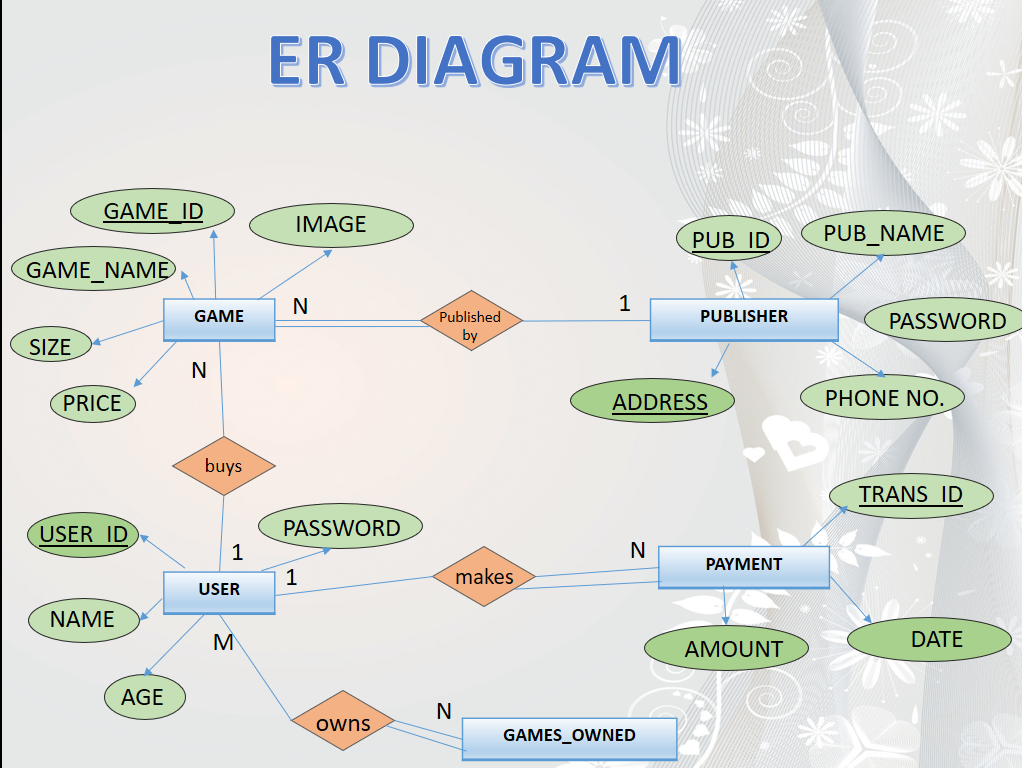 ER DIAGRAM
GAME_ID
IMAGE
GAME_NAME
SIZE
PRICE
GAME
N
Published
by
1
PUBLISHER
PUB_ID
PUB_NAME
PASSWORD
PHONE NO.
ADDRESS
N
buys
1
USER_ID
PASSWORD
USER
1
NAME
AGE
M
makes
N
PAYMENT
TRANS_ID
AMOUNT
DATE
owns
N
GAMES_OWNED